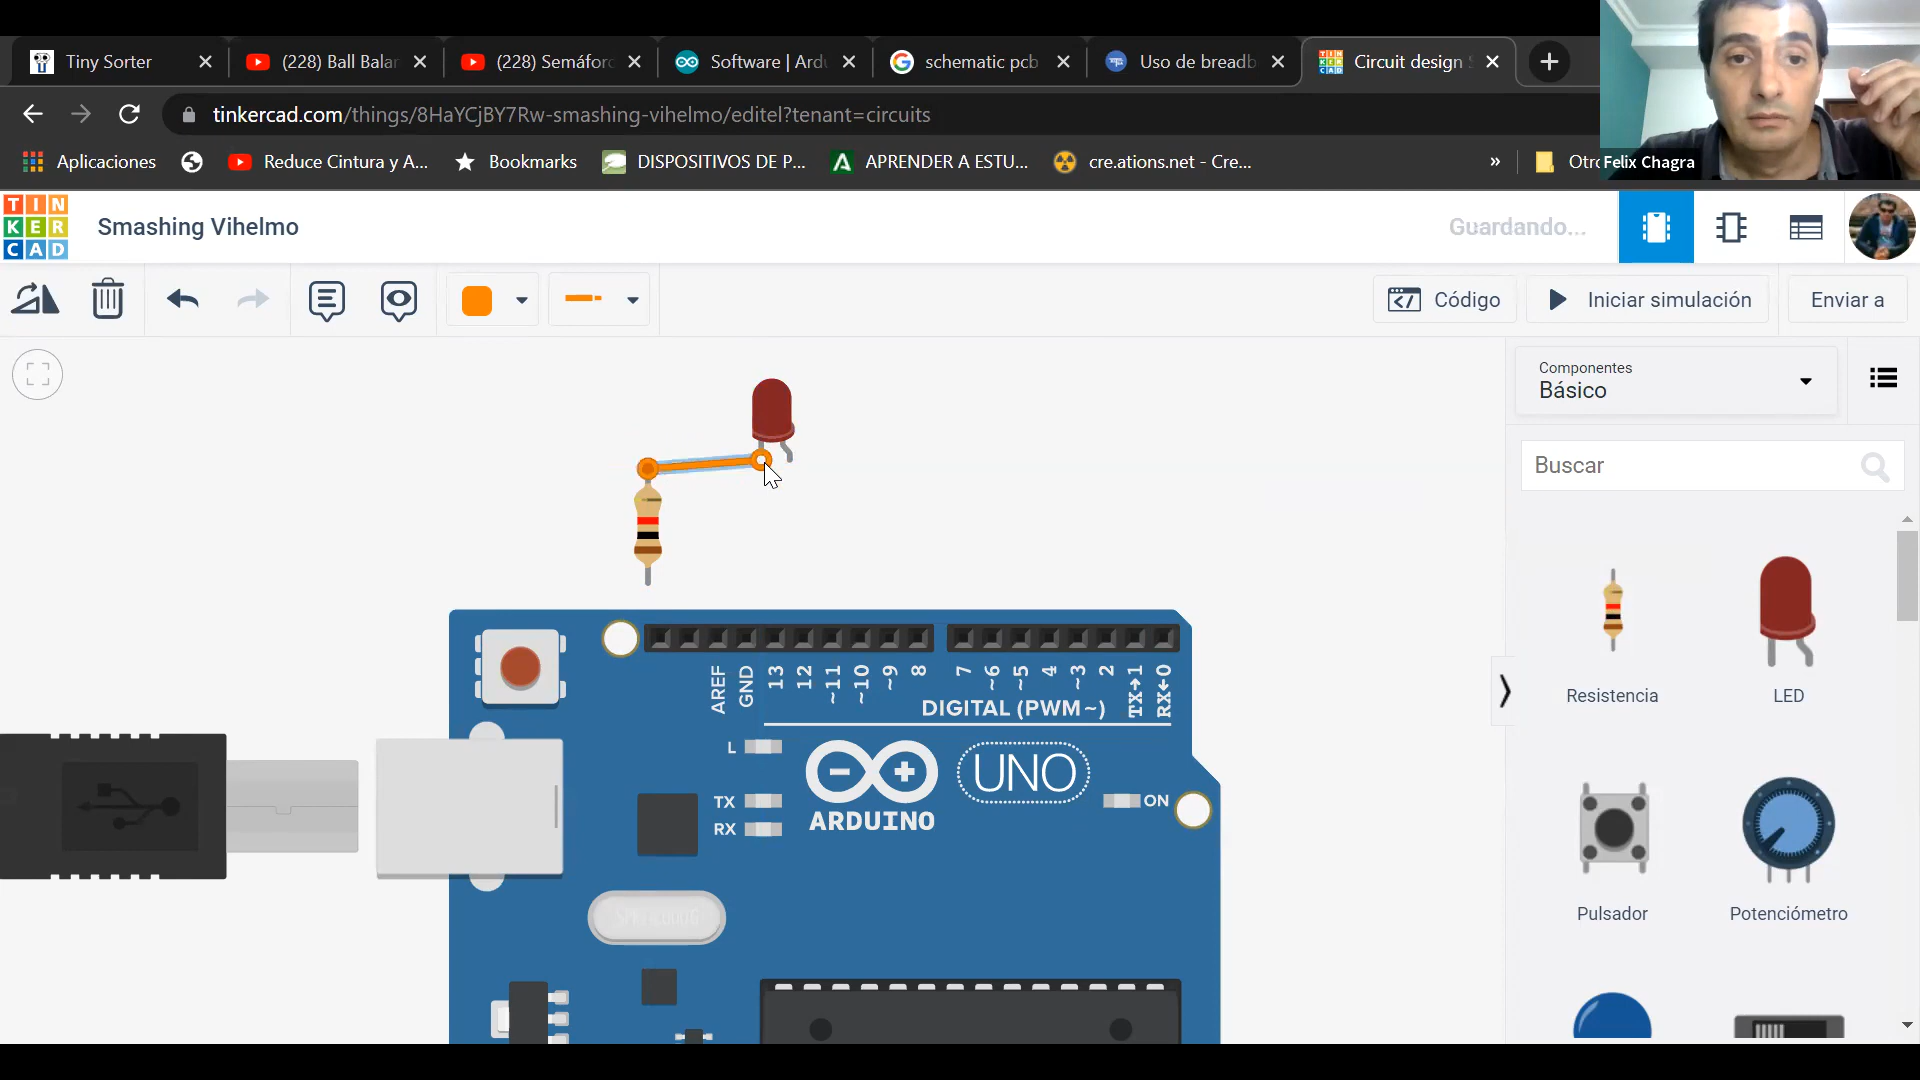 Tiny Sorter
(228) Ball Balan
(228) Semáforo
Software | Ardu
schematic pcb
Uso de breadb
Circuit design S
tinkercad.com/things/8HaYCjBY7Rw-smashing-vihelmo/editel?tenant=circuits
Aplicaciones
Reduce Cintura y A...
Bookmarks
DISPOSITIVOS DE P...
APRENDER A ESTU...
cre.ations.net - Cre...
»
Otro
Felix Chagra
TIN
KER
CAD
Smashing Vihelmo
Guardando...
Código
Iniciar simulación
Enviar a
Componentes
Básico
Buscar
Resistencia
LED
Pulsador
Potenciómetro
AREF
GND
13
12
~11
~10
~9
8
7
~6
~5
4
~3
2
TX→1
RX←0
DIGITAL (PWM~)
L
TX
RX
UNO
ON
ARDUINO